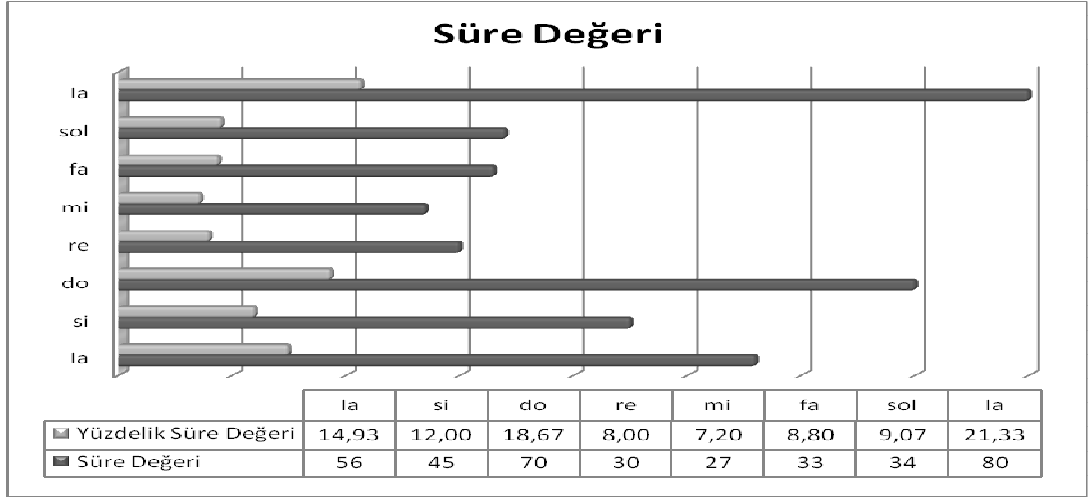 Süre Değeri
la
sol
fa
mi
re
do
si
la
la si do re mi fa sol la
Yüzdelik Süre Değeri 14,93 12,00 18,67 8,00 7,20 8,80 9,07 21,33
Süre Değeri 56 45 70 30 27 33 34 80